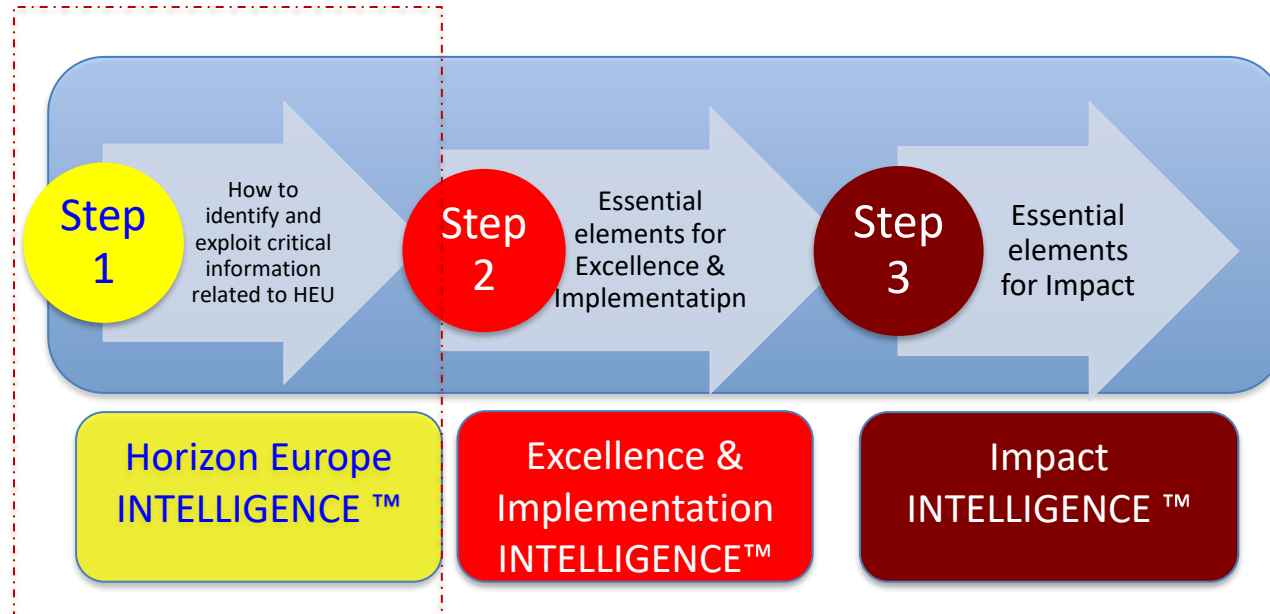 Step
1
How to
identify and
exploit critical
information
related to HEU
Step
2
Essential
elements for
Excellence &
Implementatipn
Step
3
Essential
elements
for Impact
Horizon Europe
INTELLIGENCE ™
Excellence &
Implementation
INTELLIGENCE™
Impact
INTELLIGENCE ™